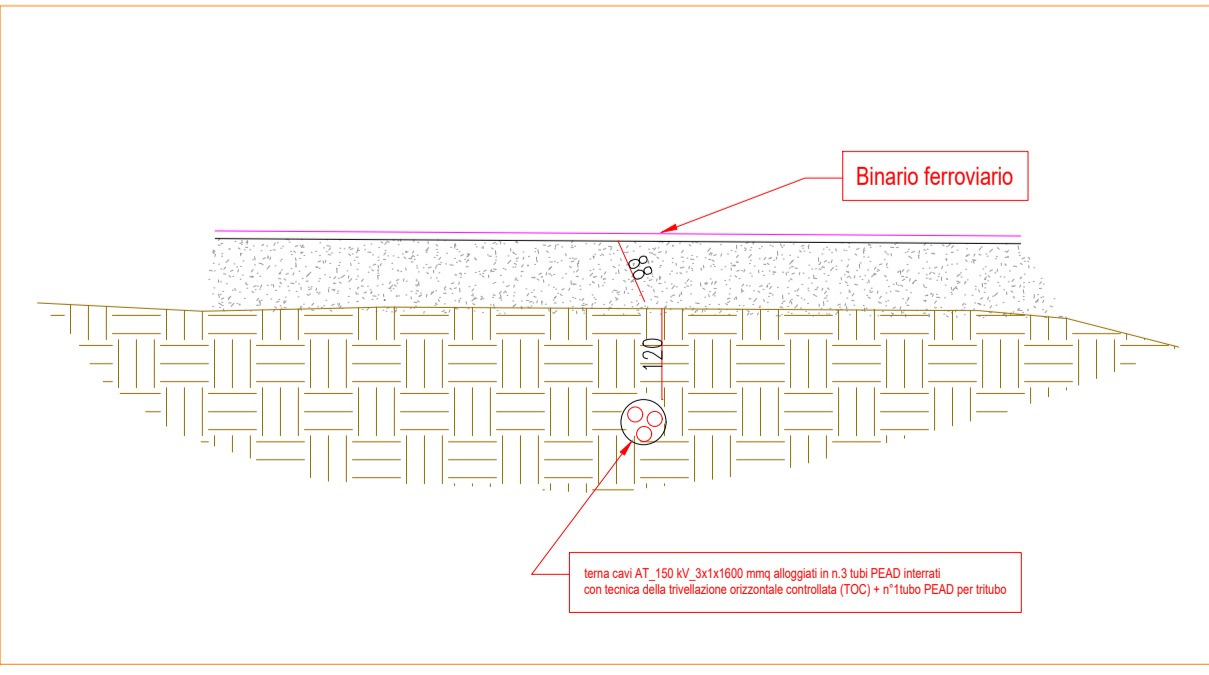 Binario ferroviario
88
120
terna cavi AT_150 kV_3x1x1600 mmq alloggiati in n.3 tubi PEAD interrati
con tecnica della trivellazione orizzontale controllata (TOC) + n°1tubo PEAD per tritubo